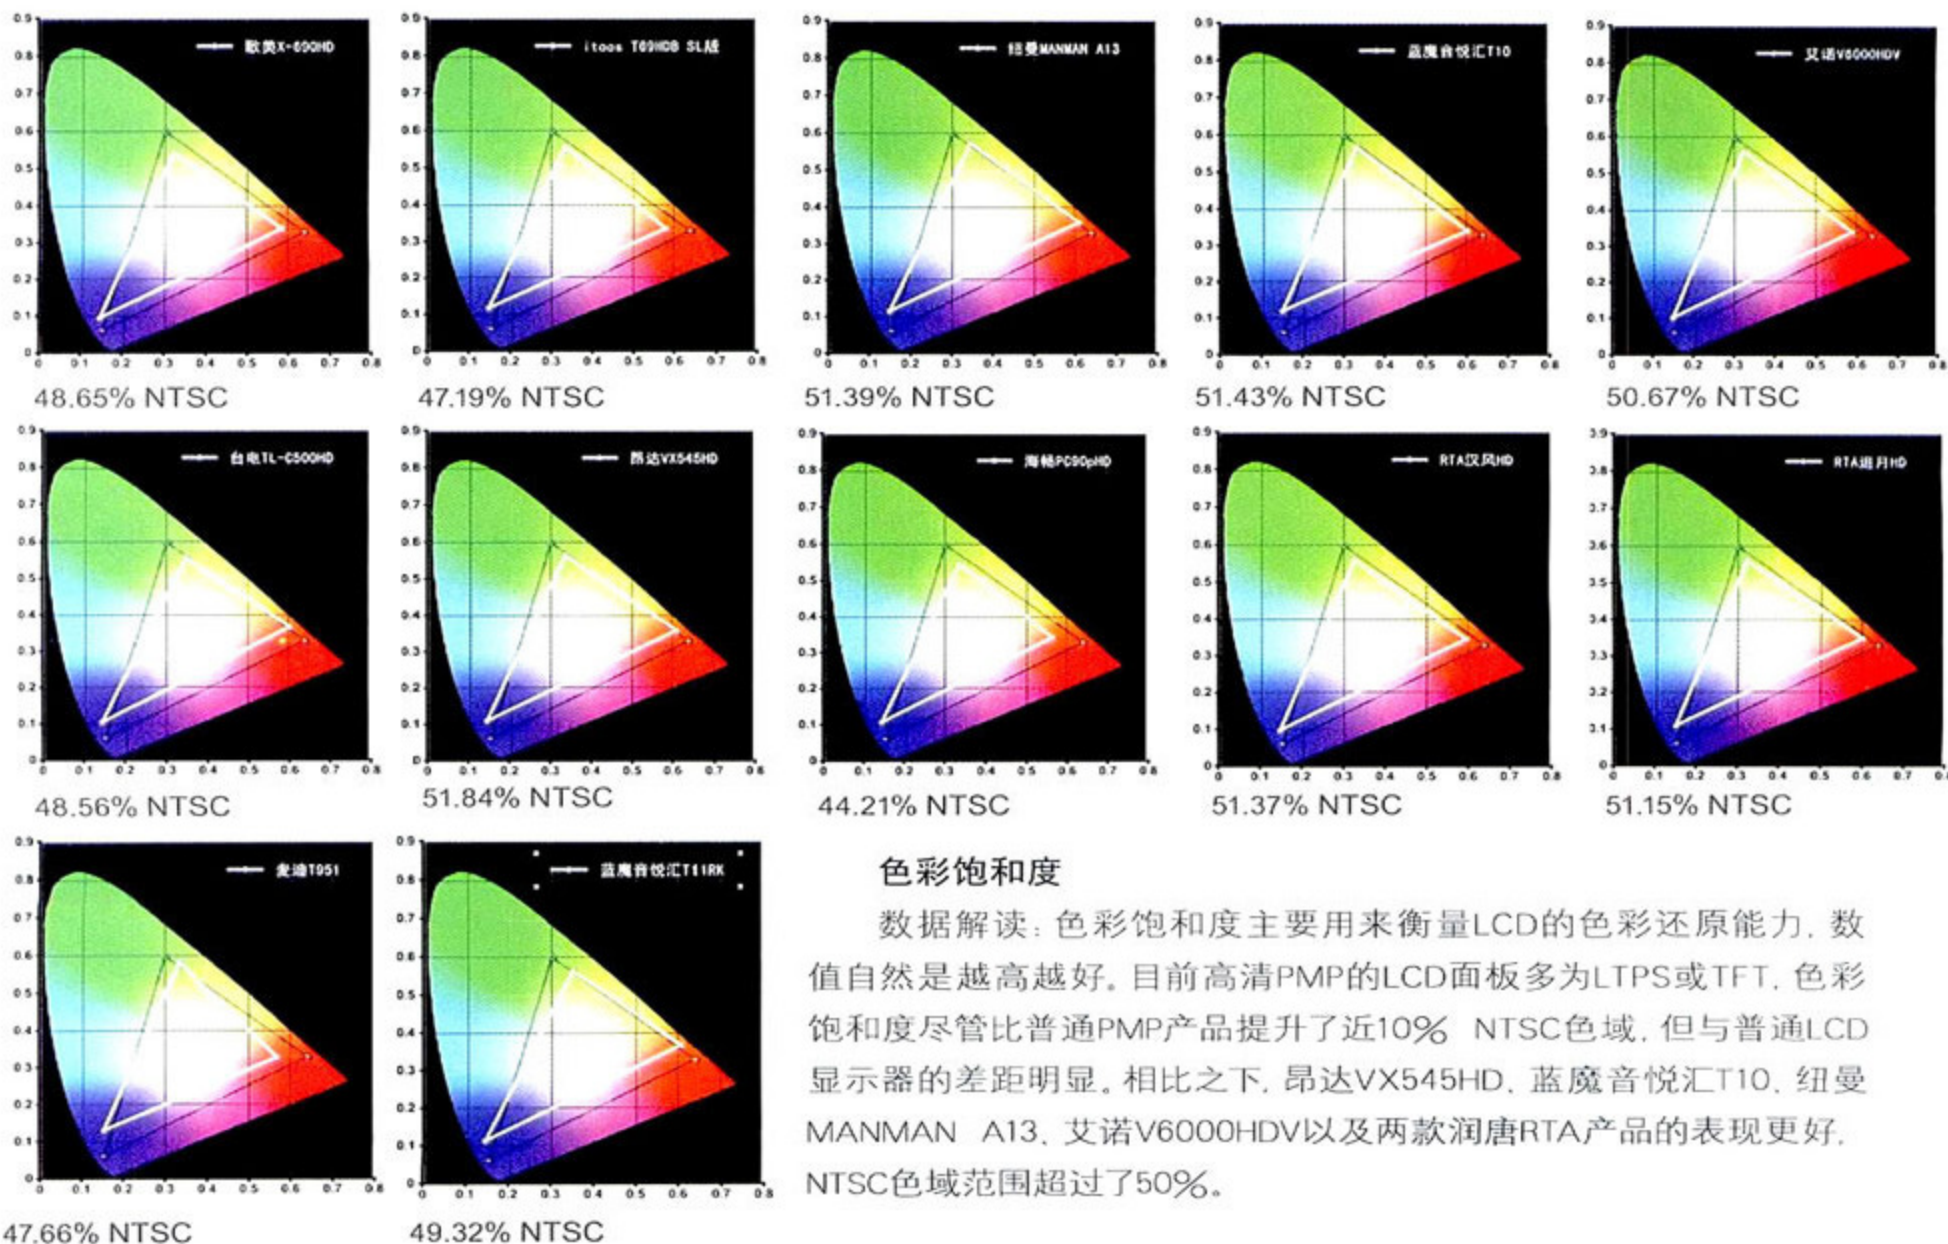 歌美X-690HD
itoos T69HDB SL版
纽曼MANMAN A13
蓝魔音悦汇T10
艾诺V6000HDV
48.65% NTSC
47.19% NTSC
51.39% NTSC
51.43% NTSC
50.67% NTSC
台电TL-C500HD
昂达VX545HD
海畅PC90pHD
RTA汉风HD
RTA追月HD
48.56% NTSC
51.84% NTSC
44.21% NTSC
51.37% NTSC
51.15% NTSC
麦迪T951
蓝魔音悦汇T11RK
47.66% NTSC
49.32% NTSC
色彩饱和度
数据解读:色彩饱和度主要用来衡量LCD的色彩还原能力,数
值自然是越高越好。目前高清PMP的LCD面板多为LTPS或TFT,色彩
饱和度尽管比普通PMP产品提升了近10% NTSC色域,但与普通LCD
显示器的差距明显。相比之下,昂达VX545HD、蓝魔音悦汇T10、纽曼
MANMAN A13、艾诺V6000HDV以及两款润唐RTA产品的表现更好,
NTSC色域范围超过了50%。